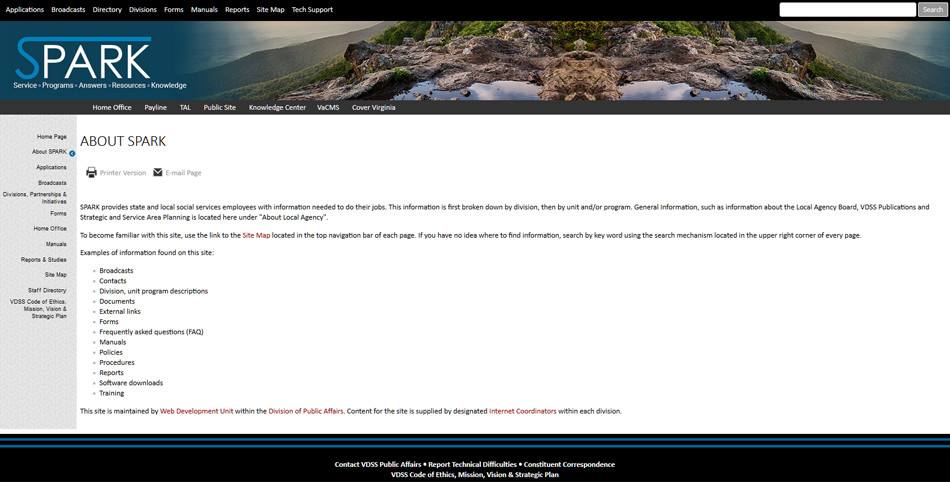 Applications Broadcasts Directory Divisions Forms Manuals Reports Site Map Tech Support
Search
SPARK
Service • Programs • Answers • Resources • Knowledge
Home Office Payline TAL Public Site Knowledge Center VaCMS Cover Virginia
Home Page
About SPARK
Applications
Broadcasts
Divisions, Partnerships &
Initiatives
Forms
Home Office
Manuals
Reports & Studies
Site Map
Staff Directory
VDSS Code of Ethics,
Mission, Vision &
Strategic Plan
ABOUT SPARK
Printer Version E-mail Page
SPARK provides state and local social services employees with information needed to do their jobs. This information is first broken down by division, then by unit and/or program. General Information, such as information about the Local Agency Board, VDSS Publications and
Strategic and Service Area Planning is located here under "About Local Agency".
To become familiar with this site, use the link to the Site Map located in the top navigation bar of each page. If you have no idea where to find information, search by key word using the search mechanism located in the upper right corner of every page.
Examples of information found on this site:
Broadcasts
Contacts
Division, unit program descriptions
Documents
External links
Forms
Frequently asked questions (FAQ)
Manuals
Policies
Procedures
Reports
Software downloads
Training
This site is maintained by Web Development Unit within the Division of Public Affairs. Content for the site is supplied by designated Internet Coordinators within each division.
Contact VDSS Public Affairs • Report Technical Difficulties • Constituent Correspondence
VDSS Code of Ethics, Mission, Vision & Strategic Plan